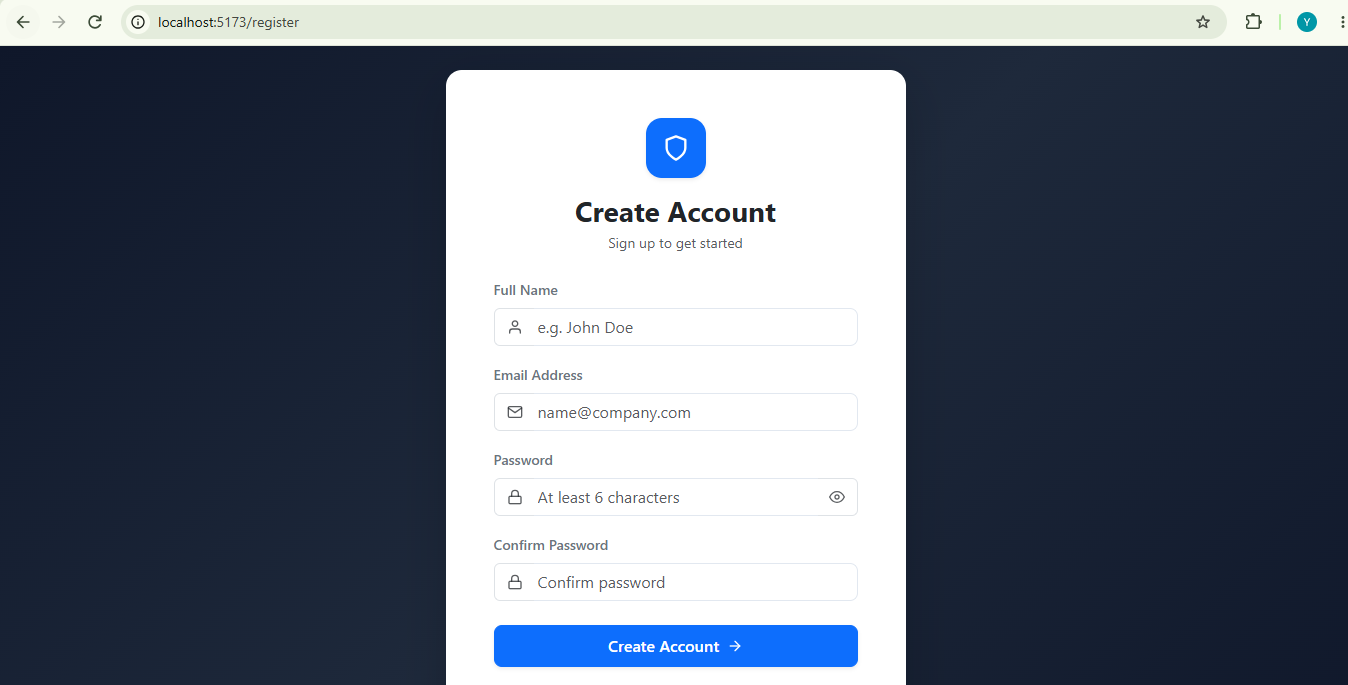 localhost:5173/register
Y
Create Account
Sign up to get started
Full Name
e.g. John Doe
Email Address
name@company.com
Password
At least 6 characters
Confirm Password
Confirm password
Create Account →